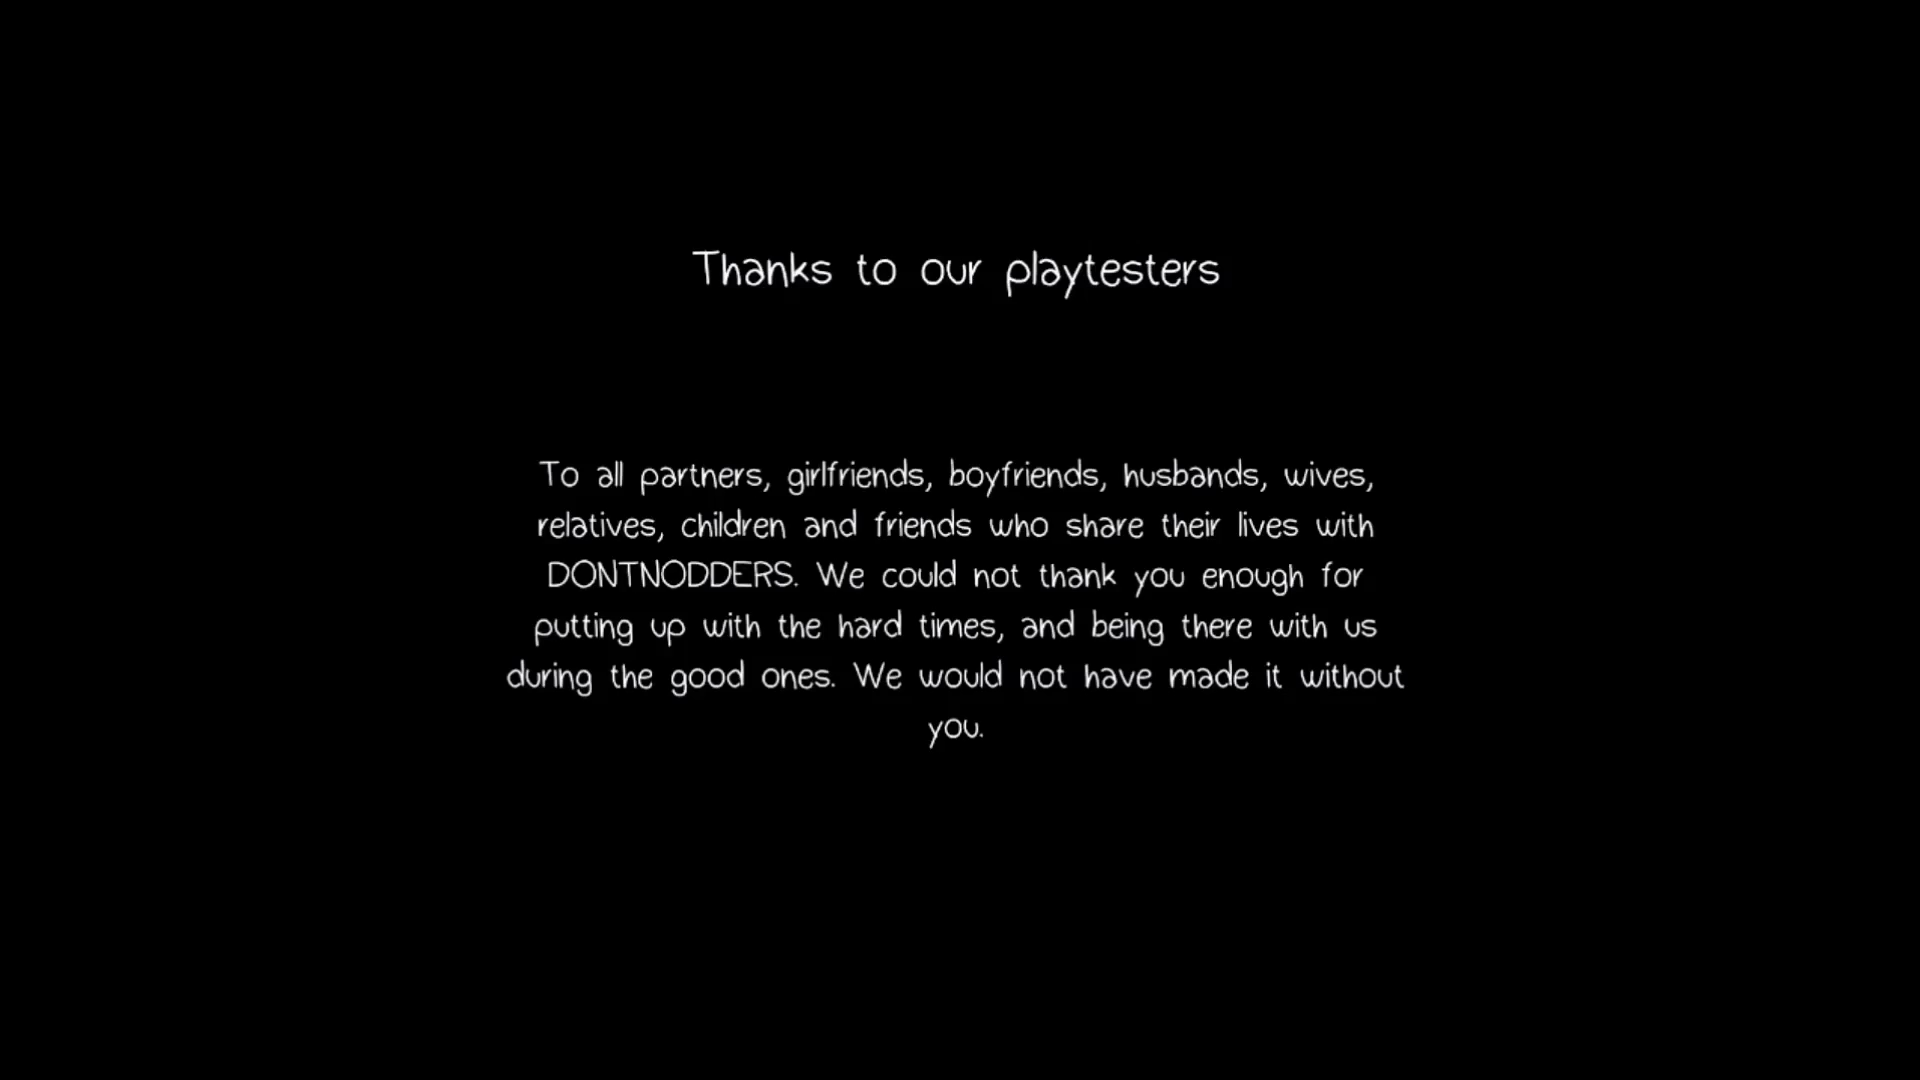 Thanks to our playtesters
To all partners, girlfriends, boyfriends, husbands, wives,
relatives, children and friends who share their lives with
DONTNODDERS. We could not thank you enough for
putting up with the hard times, and being there with us
during the good ones. We would not have made it without
you.